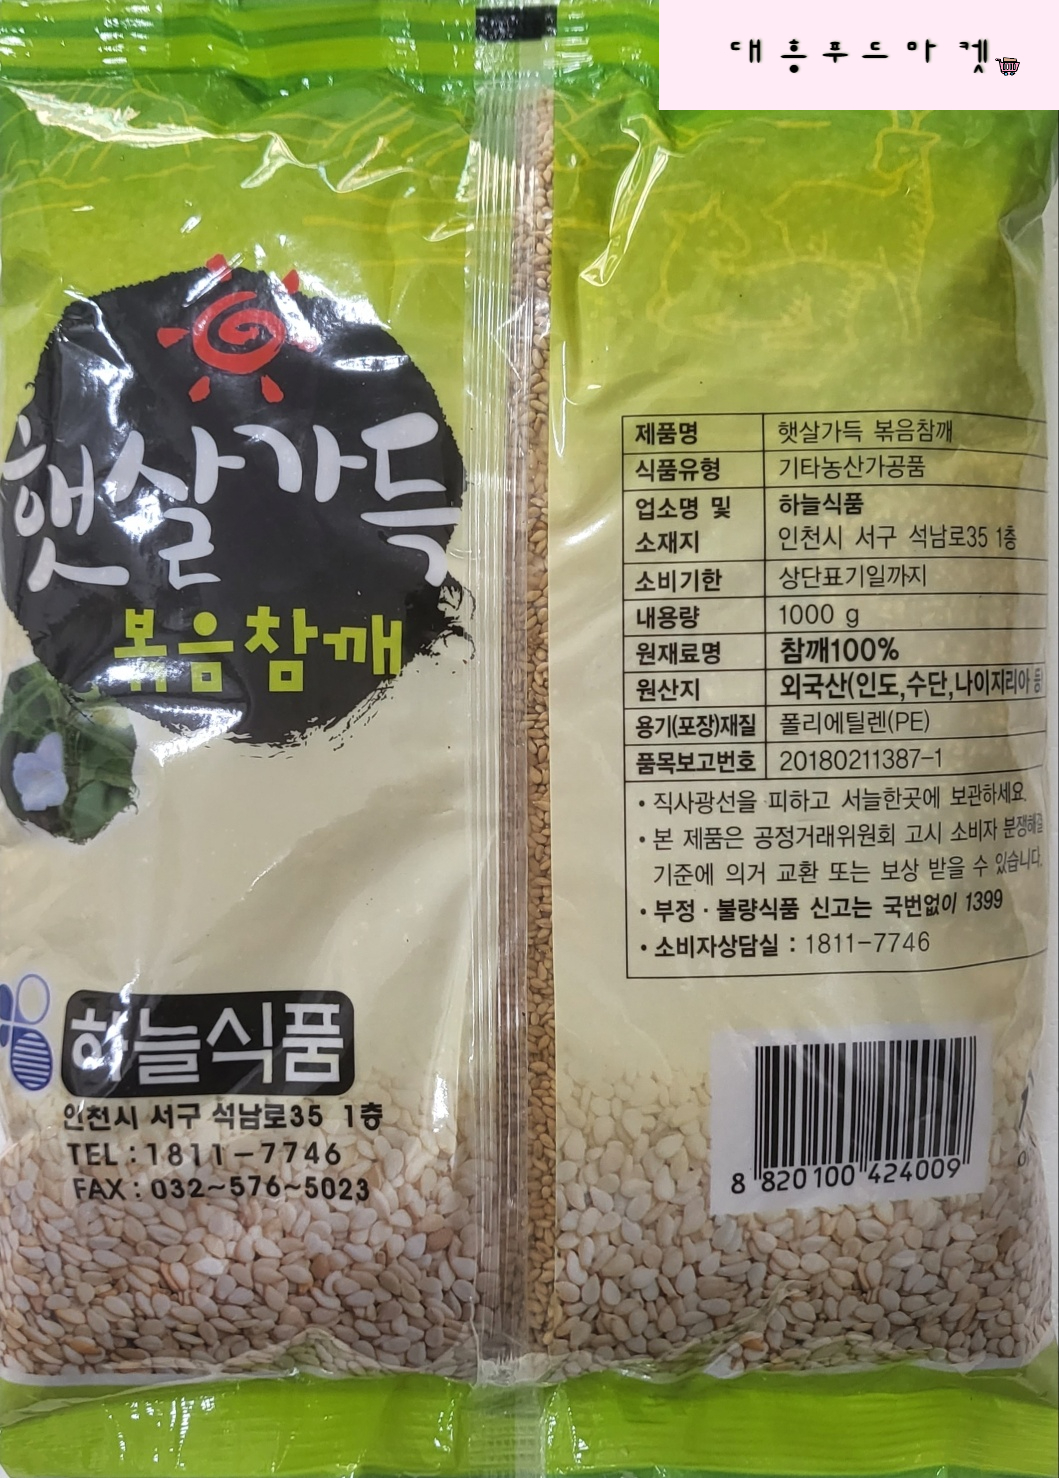 대흥푸드마켓
햇살가득
볶음참깨
하늘식품
인천시 서구 석남로35 1층
TEL : 1811-7746
FAX : 032~576~5023
제품명 햇살가득 볶음참깨
식품유형 기타농산가공품
업소명 및 하늘식품
소재지 인천시 서구 석남로35 1층
소비기한 상단표기일까지
내용량 1000 g
원재료명 참깨100%
원산지 외국산(인도,수단,나이지리아 등)
용기(포장)재질 폴리에틸렌(PE)
품목보고번호 20180211387-1
• 직사광선을 피하고 서늘한곳에 보관하세요.
• 본 제품은 공정거래위원회 고시 소비자 분쟁해결
기준에 의거 교환 또는 보상 받을 수 있습니다.
• 부정 · 불량식품 신고는 국번없이 1399
• 소비자상담실 : 1811-7746
8 820100 424009